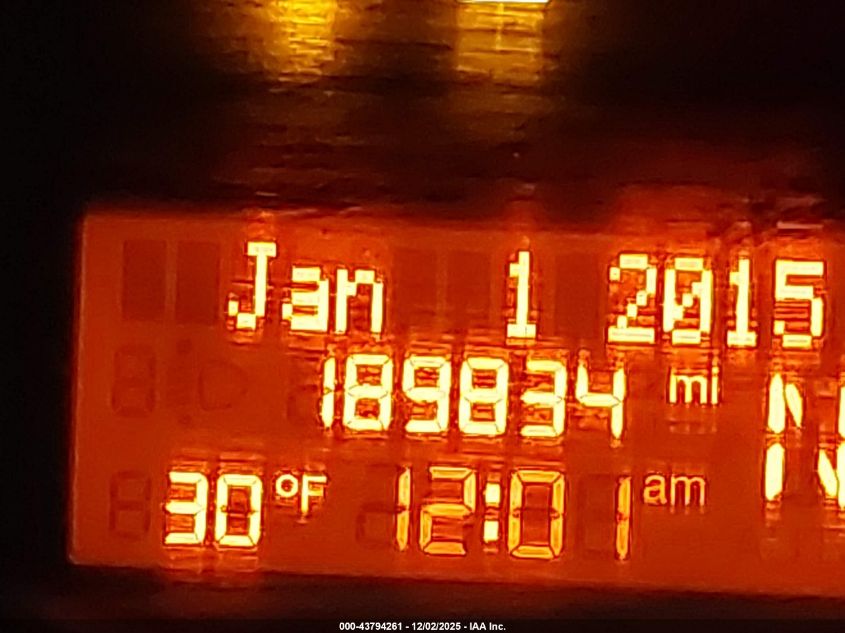 Jan 1 2015
189834 mi
30°F 12:01 am
000-43794261 - 12/02/2025 - IAA Inc.